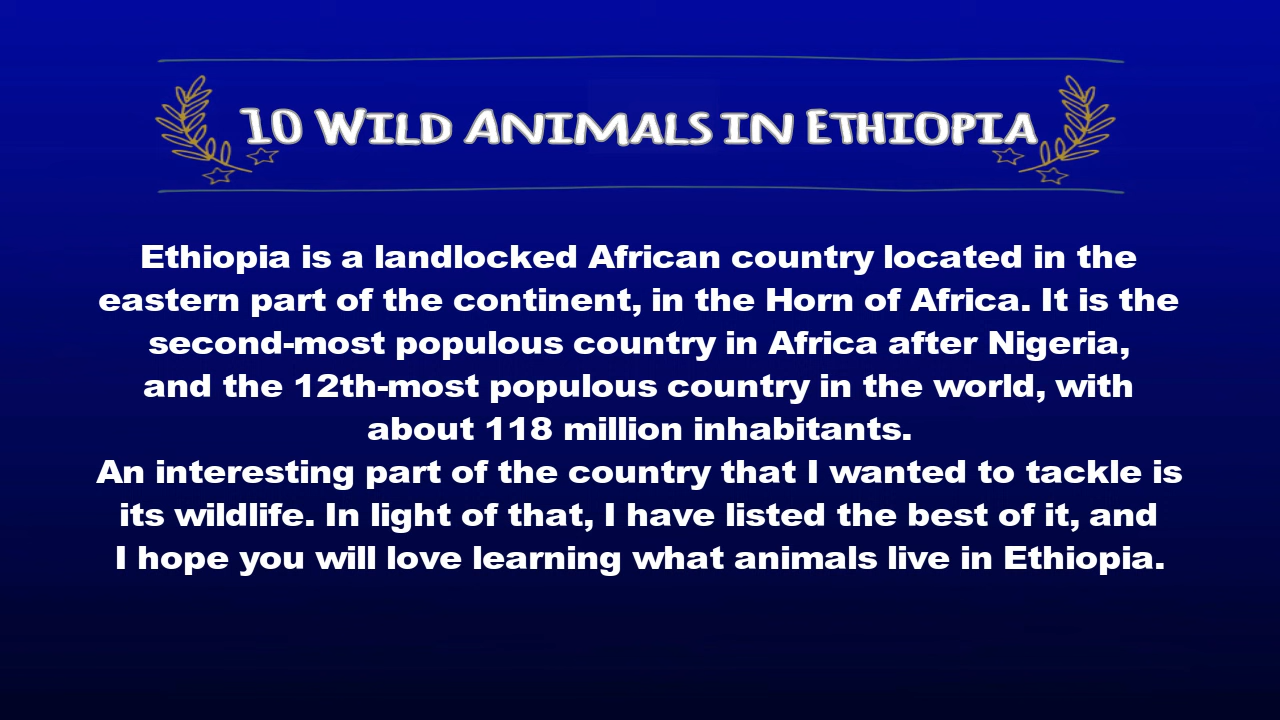 10 WILD ANIMALS IN ETHIOPIA
Ethiopia is a landlocked African country located in the
eastern part of the continent, in the Horn of Africa. It is the
second-most populous country in Africa after Nigeria,
and the 12th-most populous country in the world, with
about 118 million inhabitants.
An interesting part of the country that I wanted to tackle is
its wildlife. In light of that, I have listed the best of it, and
I hope you will love learning what animals live in Ethiopia.